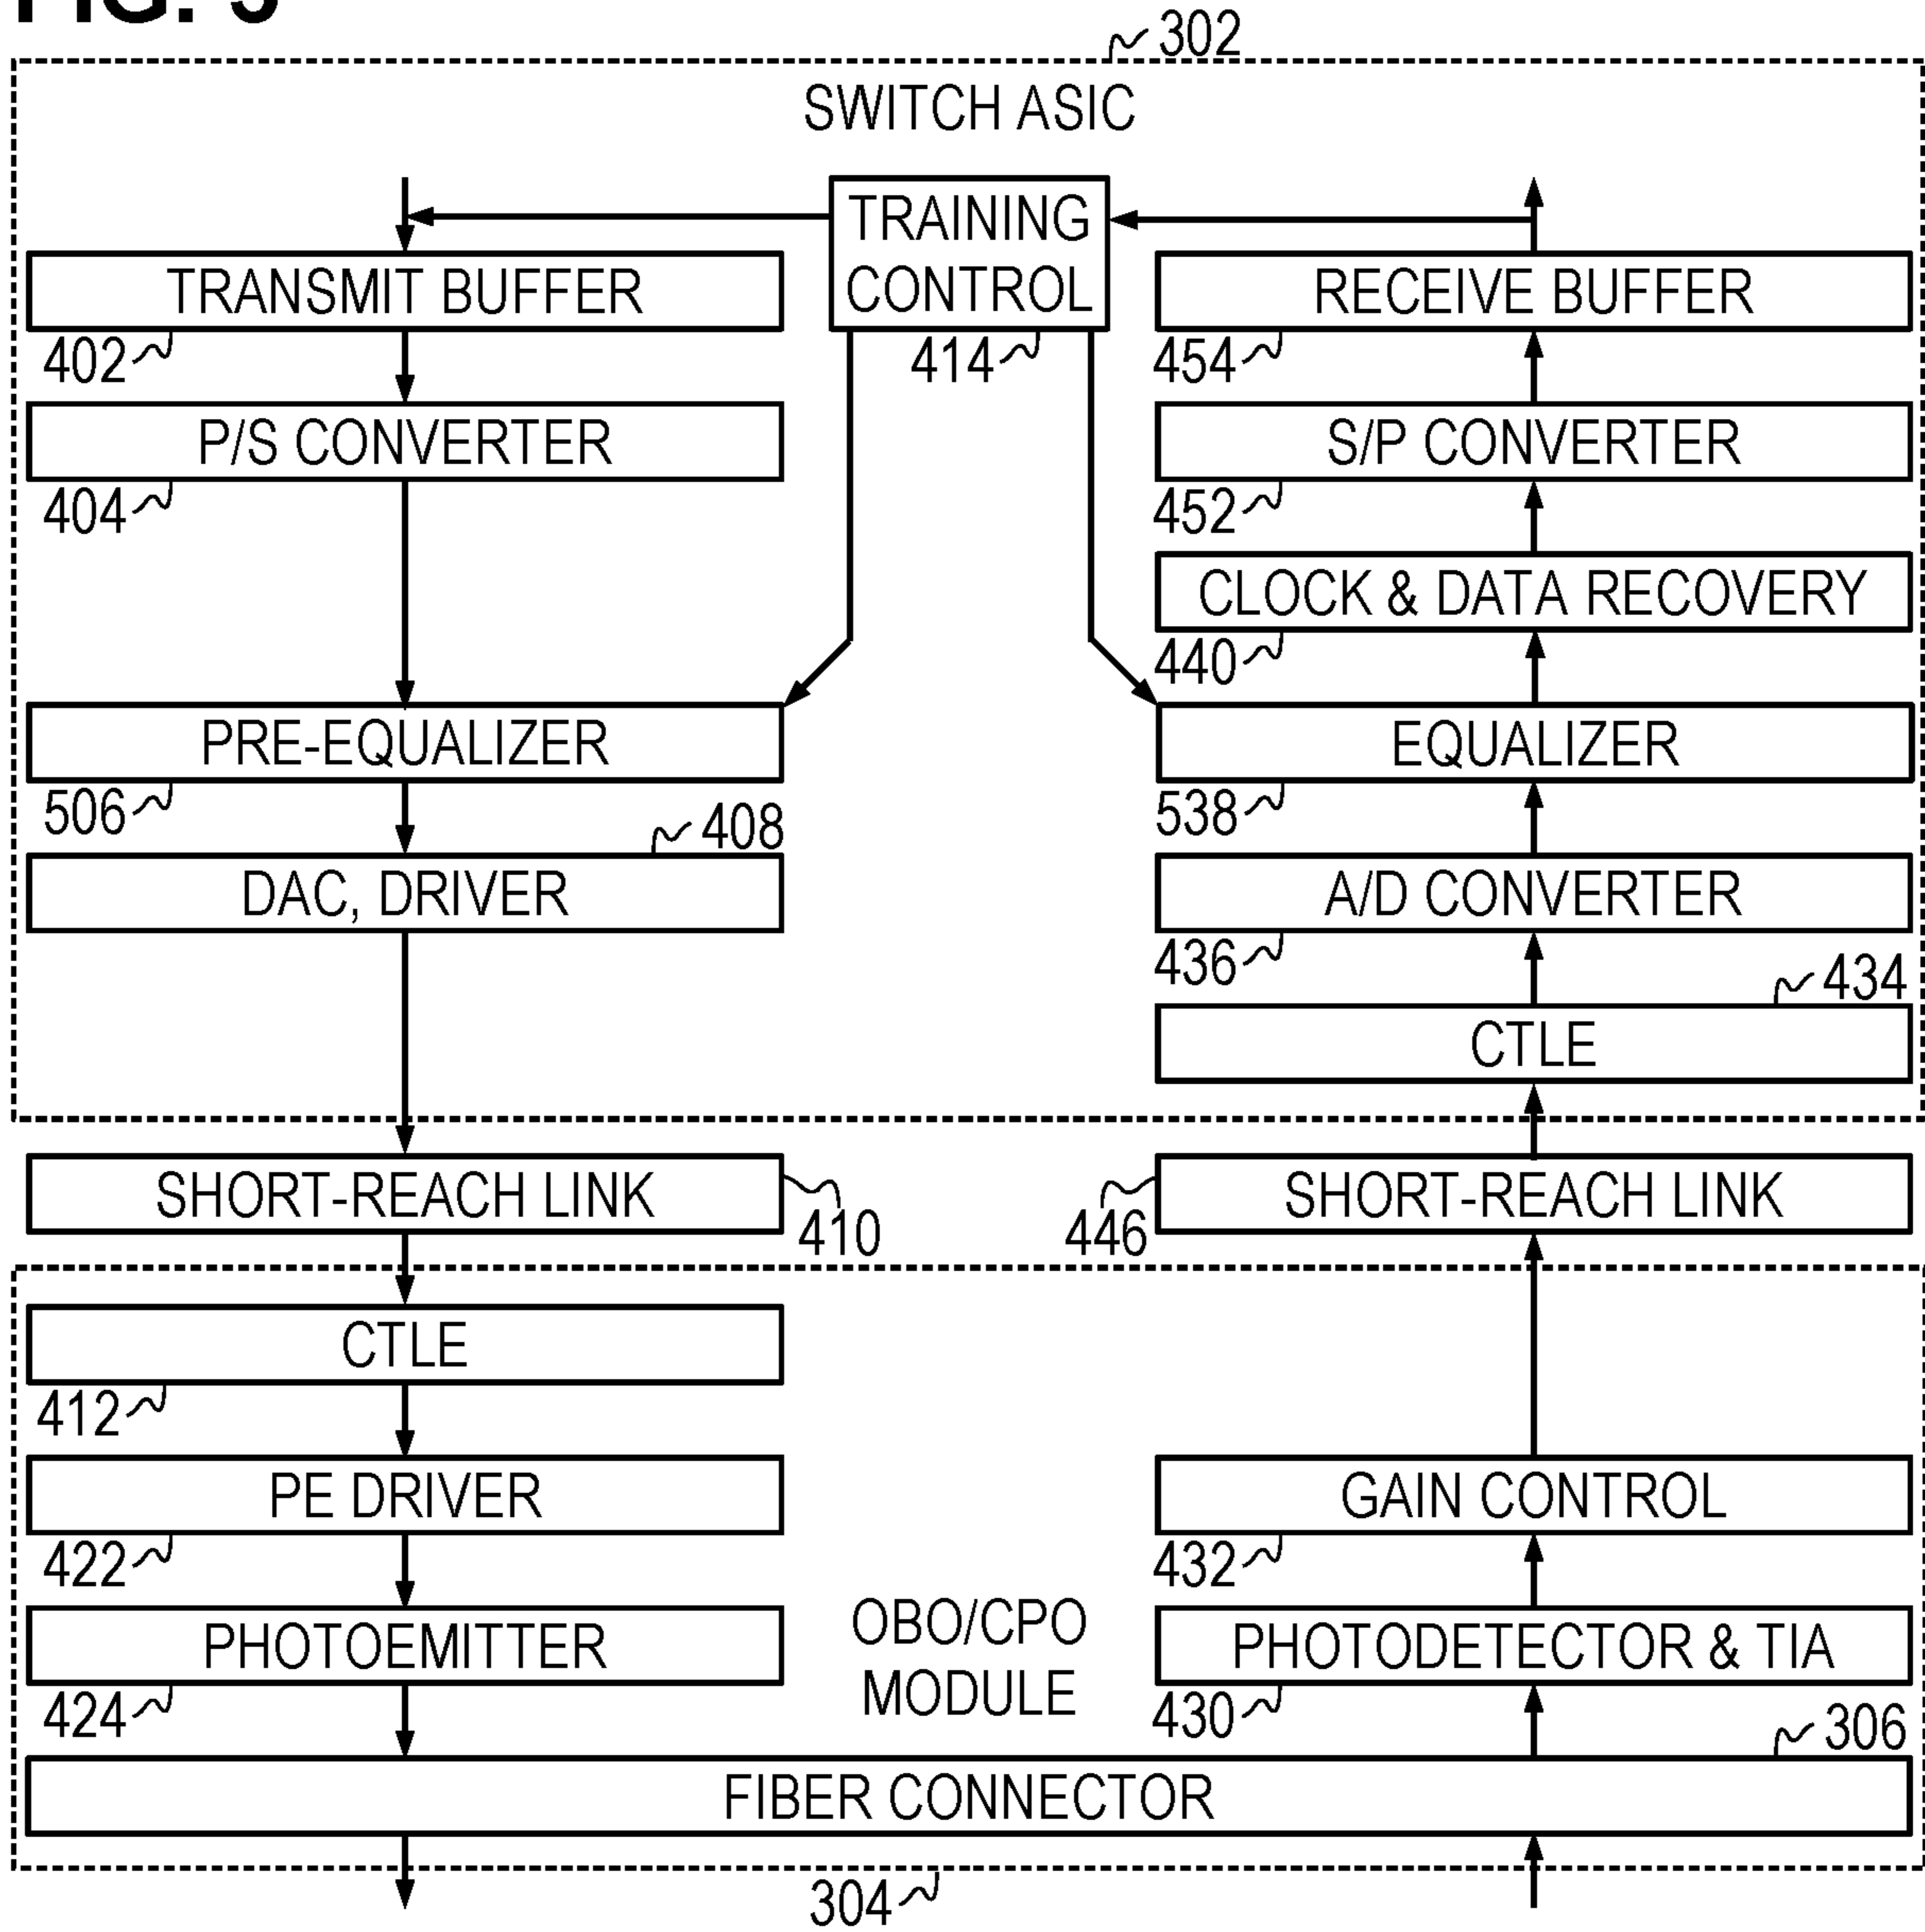 302
SWITCH ASIC
TRAINING
CONTROL
414
TRANSMIT BUFFER
402
P/S CONVERTER
404
PRE-EQUALIZER
506
408
DAC, DRIVER
RECEIVE BUFFER
454
S/P CONVERTER
452
CLOCK & DATA RECOVERY
440
EQUALIZER
538
A/D CONVERTER
436
434
CTLE
SHORT-REACH LINK
410
446
SHORT-REACH LINK
CTLE
412
PE DRIVER
422
PHOTOEMITTER
424
OBO/CPO
MODULE
GAIN CONTROL
432
PHOTODETECTOR & TIA
430
306
FIBER CONNECTOR
304